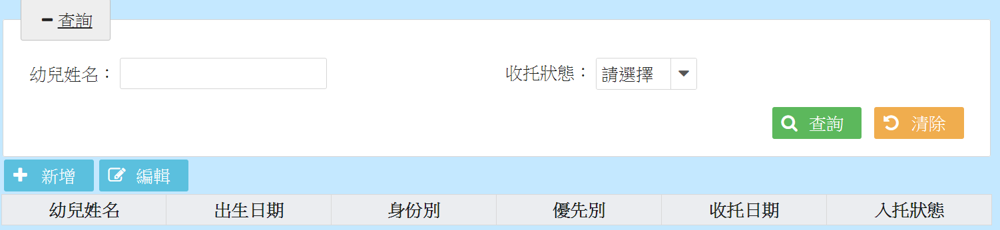 查詢
幼兒姓名：
收托狀態：
請選擇
查詢
清除
新增
編輯
幼兒姓名 出生日期 身份別 優先別 收托日期 入托狀態